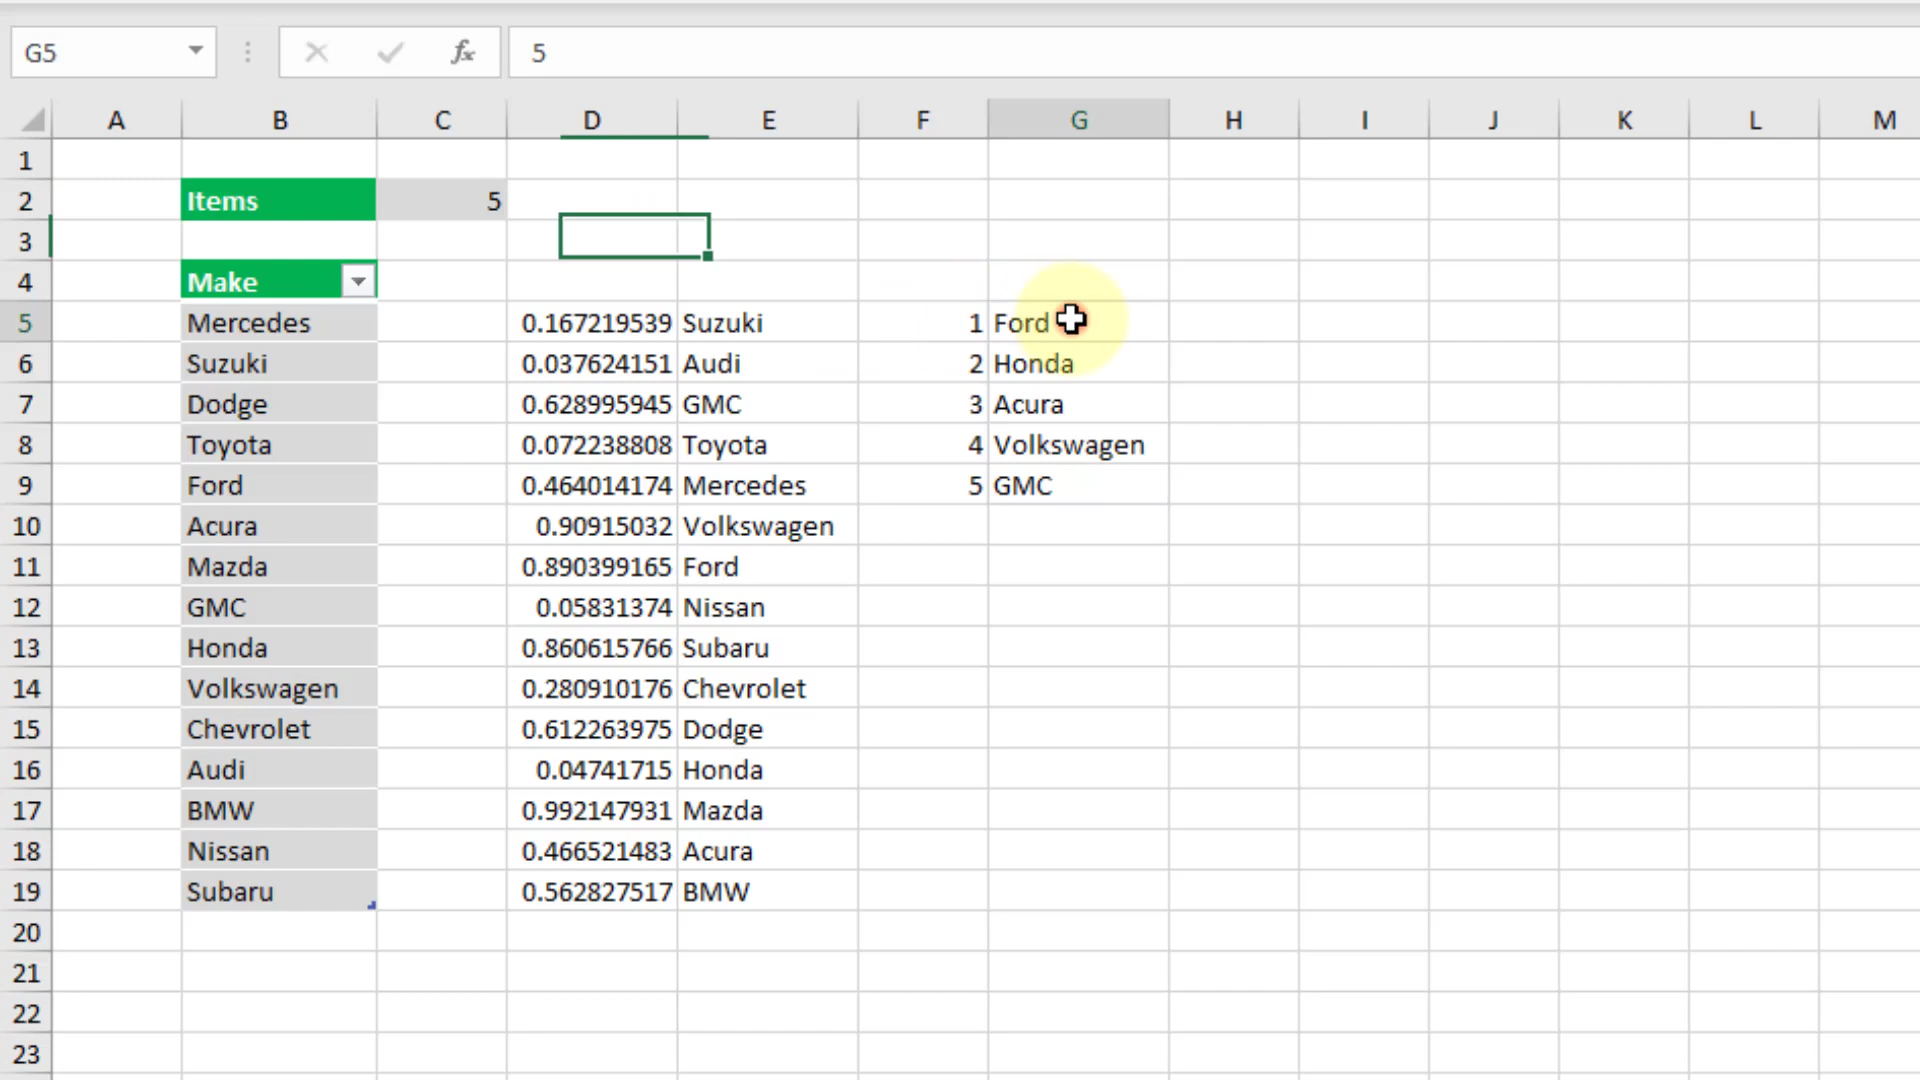 G5 fx 5
A B C D E F G H I J K L M
1
2 Items 5
3
4 Make
5 Mercedes 0.167219539 Suzuki 1 Ford
6 Suzuki 0.037624151 Audi 2 Honda
7 Dodge 0.628995945 GMC 3 Acura
8 Toyota 0.072238808 Toyota 4 Volkswagen
9 Ford 0.464014174 Mercedes 5 GMC
10 Acura 0.90915032 Volkswagen
11 Mazda 0.890399165 Ford
12 GMC 0.05831374 Nissan
13 Honda 0.860615766 Subaru
14 Volkswagen 0.280910176 Chevrolet
15 Chevrolet 0.612263975 Dodge
16 Audi 0.04741715 Honda
17 BMW 0.992147931 Mazda
18 Nissan 0.466521483 Acura
19 Subaru 0.562827517 BMW
20
21
22
23